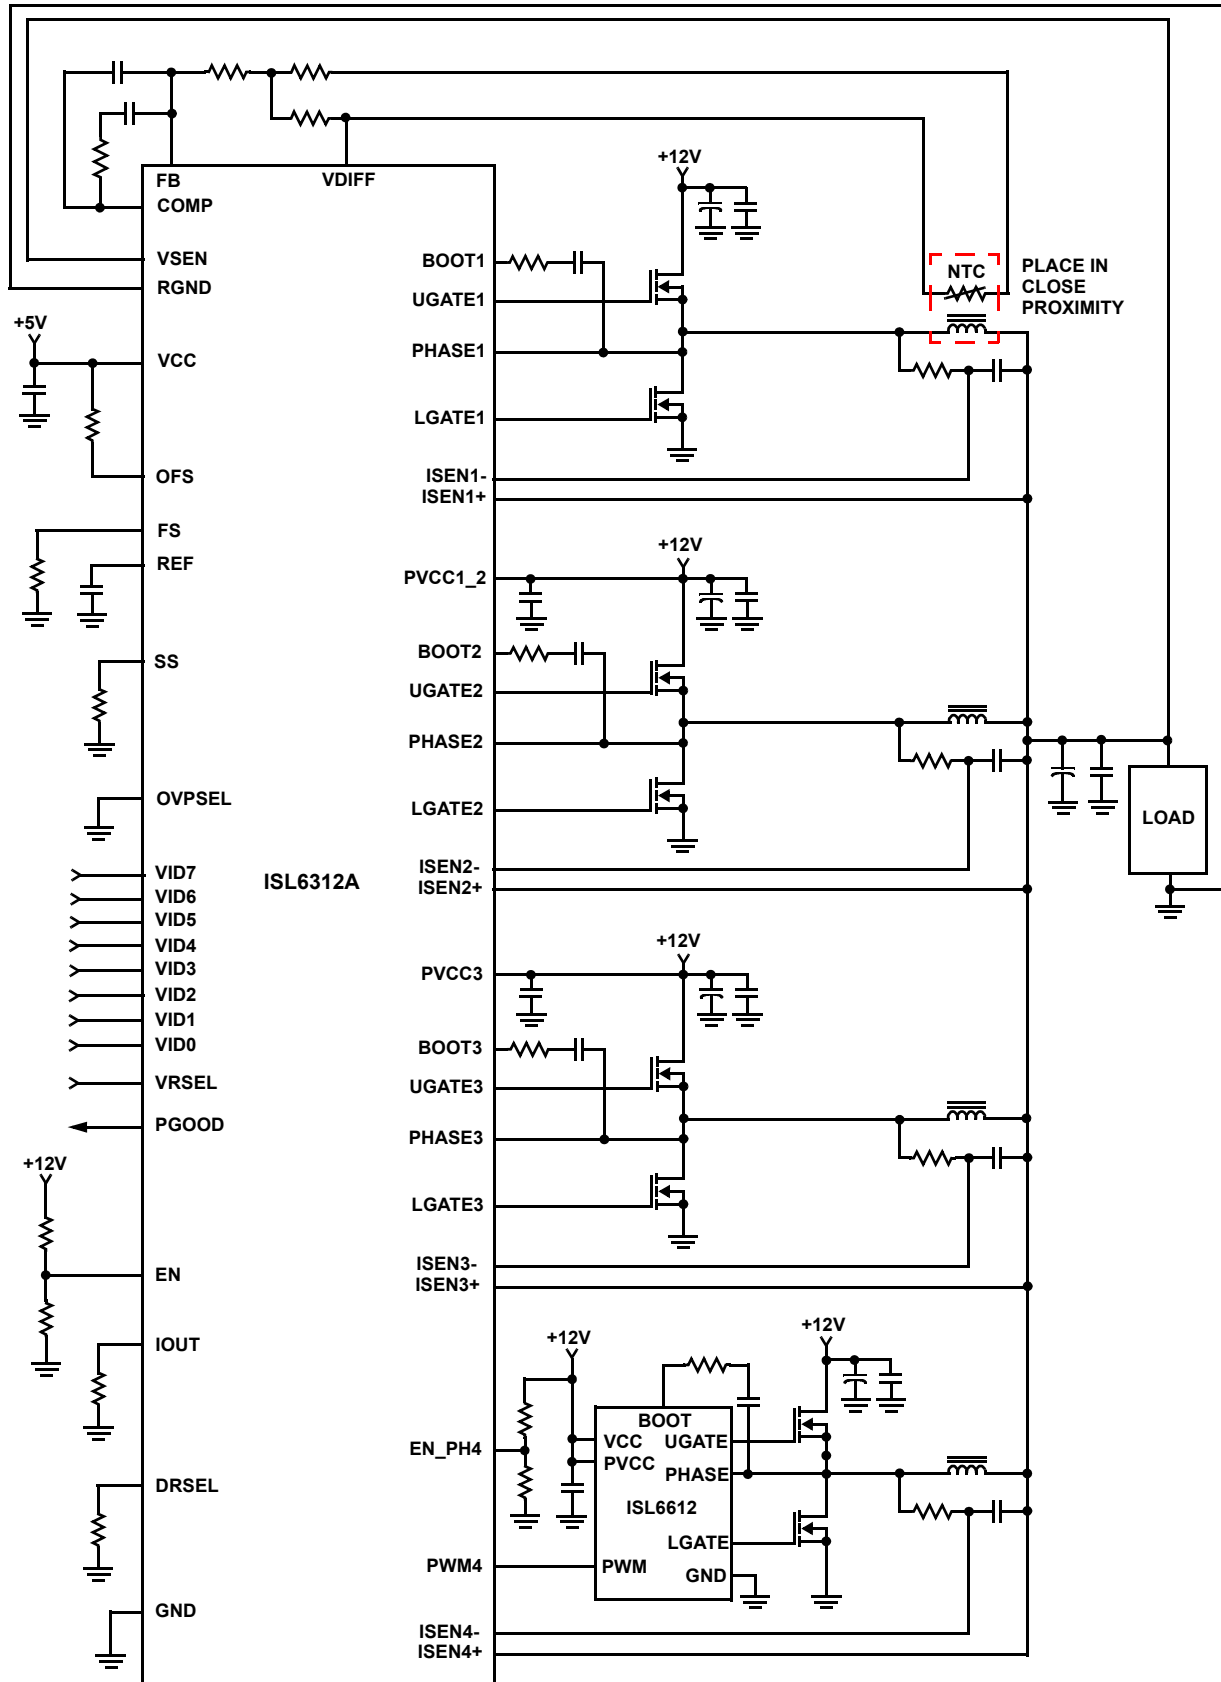 +12V
FB
VDIFF
COMP
VSEN
BOOT1
NTC
PLACE IN
CLOSE
PROXIMITY
RGND
UGATE1
+5V
VCC
PHASE1
LGATE1
OFS
ISEN1-
ISEN1+
FS
+12V
REF
PVCC1_2
BOOT2
SS
UGATE2
PHASE2
OVPSEL
LGATE2
LOAD
VID7
ISEN2-
ISL6312A
ISEN2+
VID6
VID5
VID4
+12V
VID3
PVCC3
VID2
VID1
VID0
BOOT3
VRSEL
UGATE3
PGOOD
PHASE3
+12V
LGATE3
EN
ISEN3-
ISEN3+
IOUT
+12V
+12V
BOOT
EN_PH4
VCC
UGATE
PVCC
PHASE
DRSEL
ISL6612
LGATE
PWM4
PWM
GND
GND
ISEN4-
ISEN4+